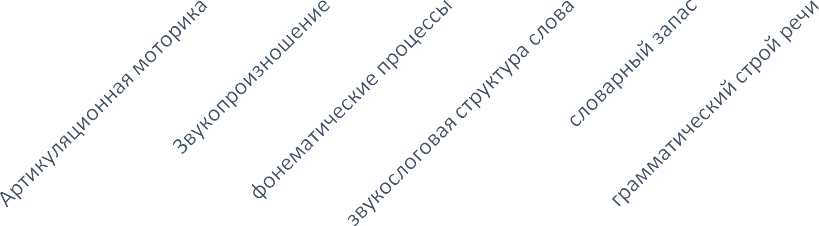 Артикуляционная моторика
Звукопроизношение
фонематические процессы
звукослоговая структура слова
словарный запас
грамматический строй речи